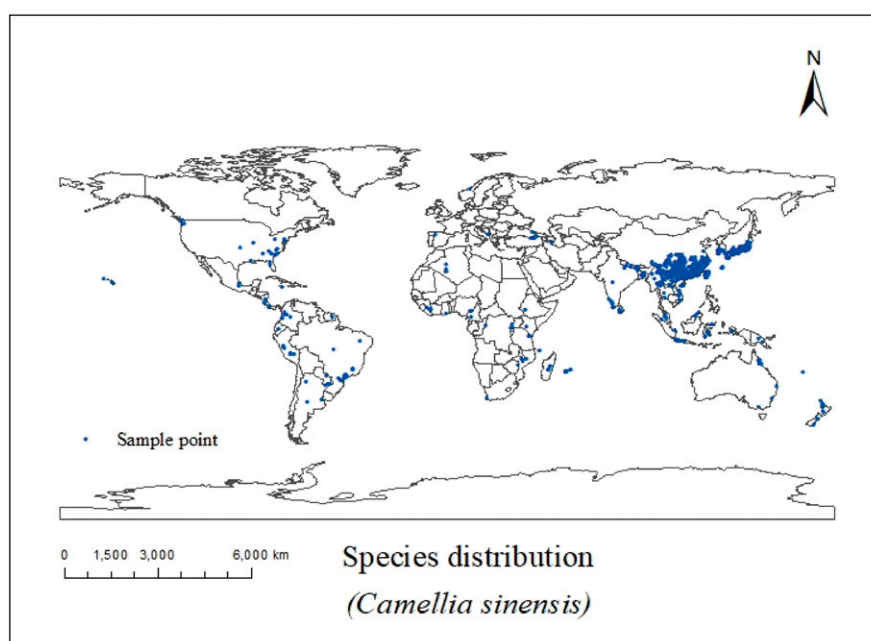 N
Sample point
0 1,500 3,000 6,000 km
Species distribution
(Camellia sinensis)